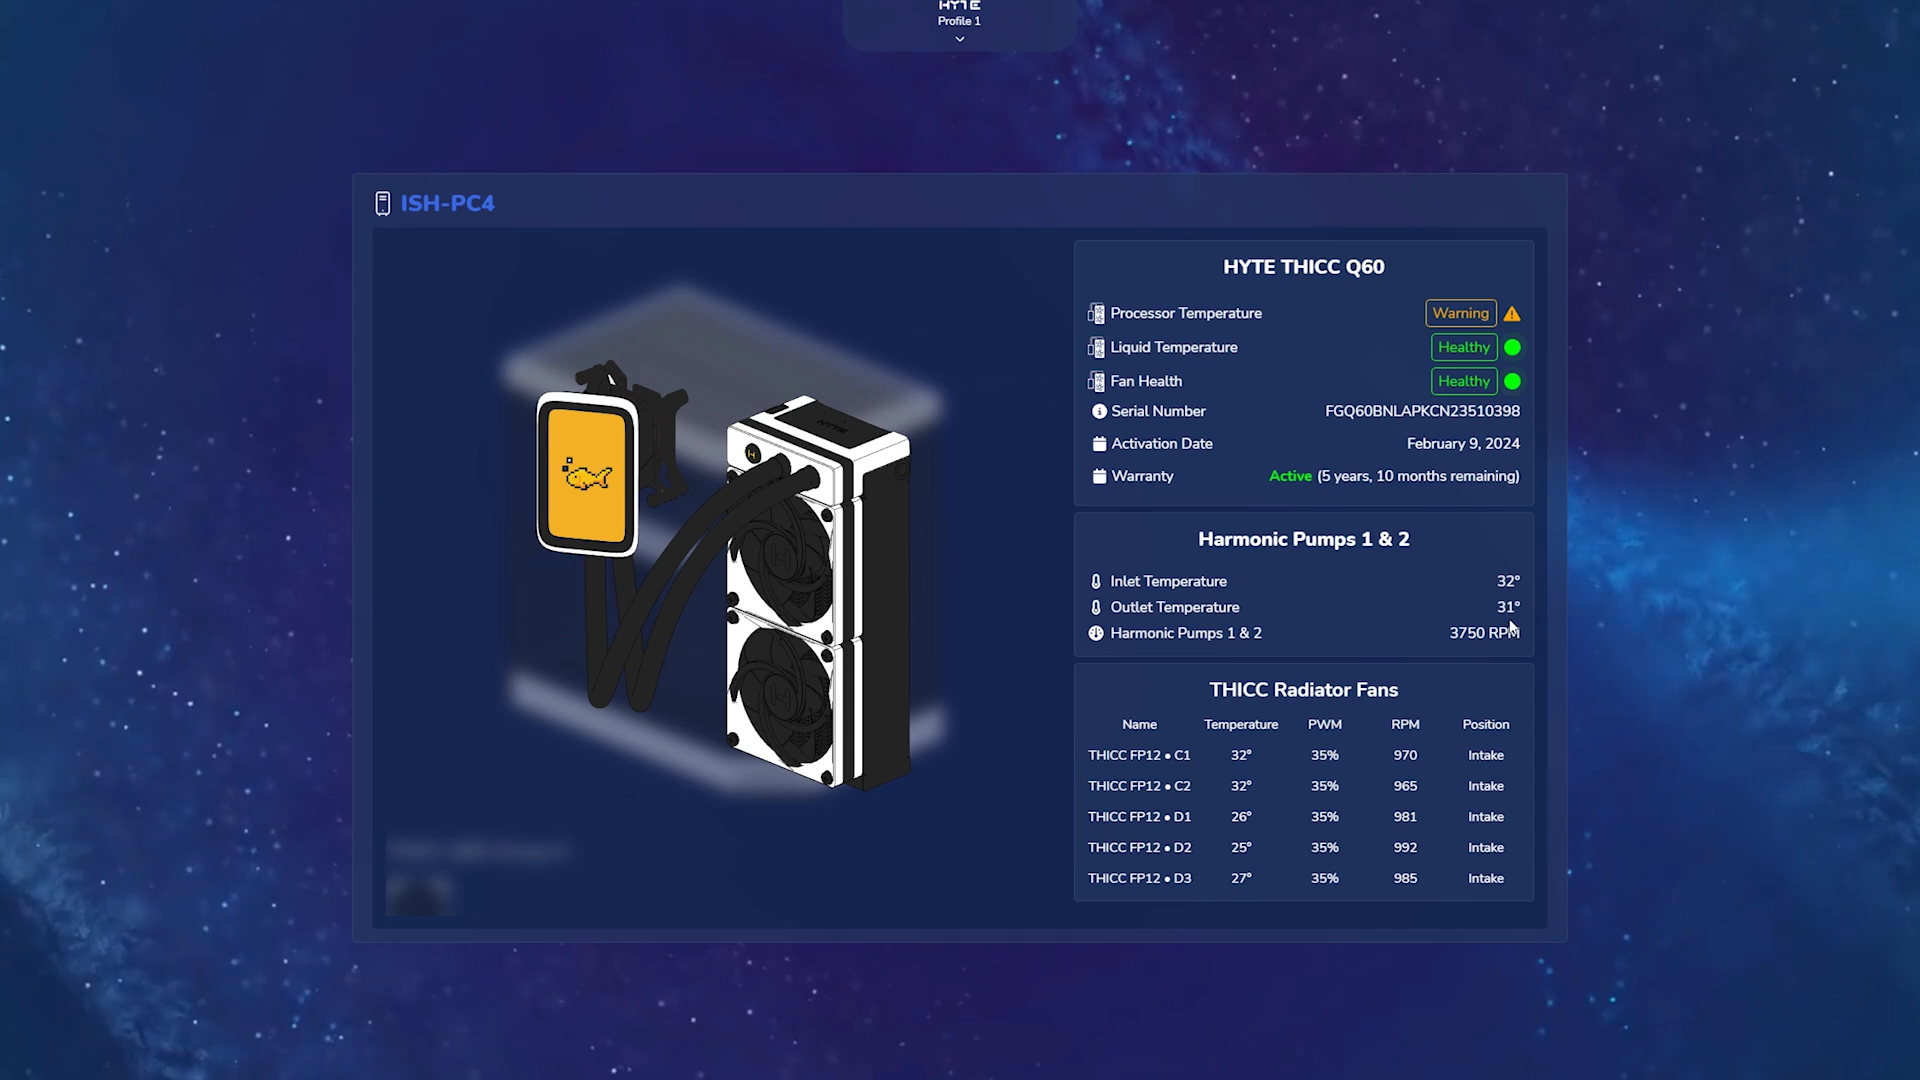 HYTE
Profile 1
ISH-PC4
HYTE THICC Q60
Processor Temperature Warning
Liquid Temperature Healthy
Fan Health Healthy
Serial Number FGQ60BNLAPKCN23510398
Activation Date February 9, 2024
Warranty Active (5 years, 10 months remaining)
Harmonic Pumps 1 & 2
Inlet Temperature 32°
Outlet Temperature 31°
Harmonic Pumps 1 & 2 3750 RPM
THICC Radiator Fans
Name Temperature PWM RPM Position
THICC FP12 • C1 32° 35% 970 Intake
THICC FP12 • C2 32° 35% 965 Intake
THICC FP12 • D1 26° 35% 981 Intake
THICC FP12 • D2 25° 35% 992 Intake
THICC FP12 • D3 27° 35% 985 Intake